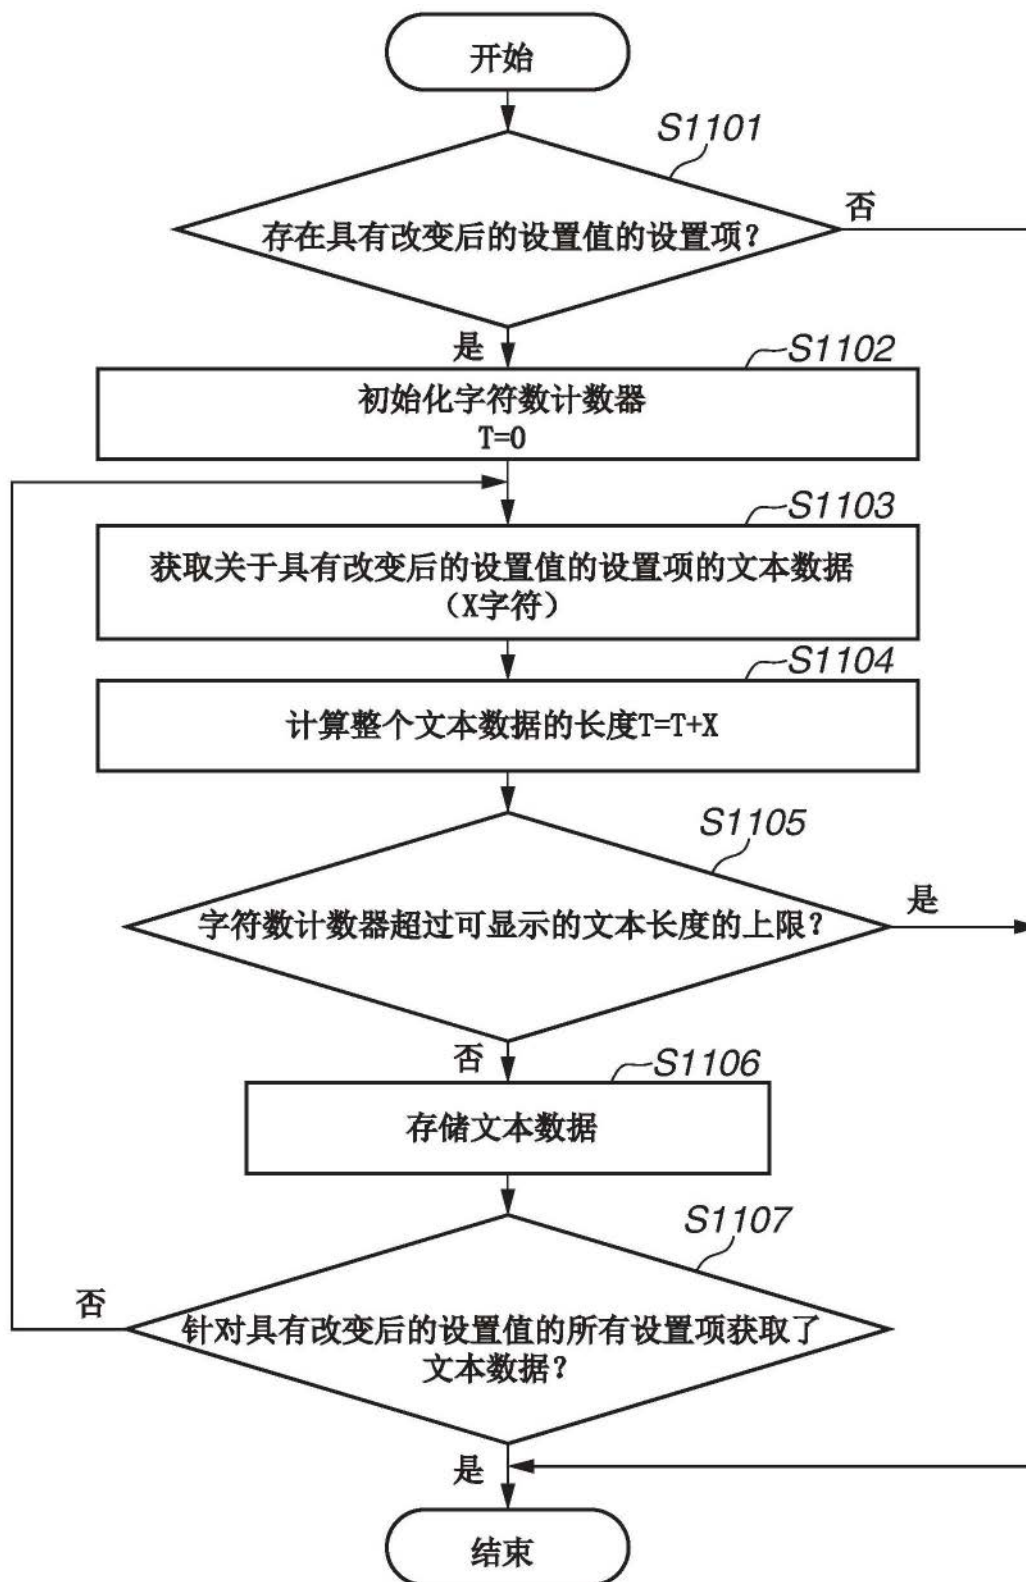 开始
S1101
存在具有改变后的设置值的设置项？
否
是
S1102
初始化字符数计数器
T=0
S1103
获取关于具有改变后的设置值的设置项的文本数据
（X字符）
S1104
计算整个文本数据的长度T=T+X
S1105
字符数计数器超过可显示的文本长度的上限？
是
否
S1106
存储文本数据
S1107
否
针对具有改变后的设置值的所有设置项获取了
文本数据？
是
结束